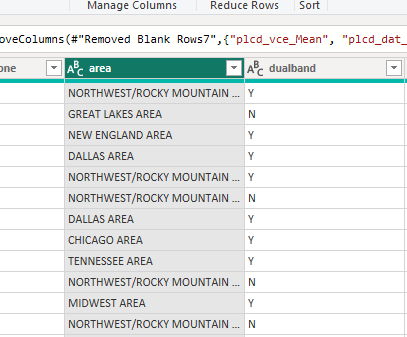 Manage Columns Reduce Rows Sort
oveColumns(#"Removed Blank Rows7",{"plcd_vce_Mean", "plcd_dat_
one area dualband
NORTHWEST/ROCKY MOUNTAIN ... Y
GREAT LAKES AREA N
NEW ENGLAND AREA Y
DALLAS AREA Y
NORTHWEST/ROCKY MOUNTAIN ... Y
NORTHWEST/ROCKY MOUNTAIN ... N
DALLAS AREA Y
CHICAGO AREA Y
TENNESSEE AREA Y
NORTHWEST/ROCKY MOUNTAIN ... N
MIDWEST AREA Y
NORTHWEST/ROCKY MOUNTAIN ... N